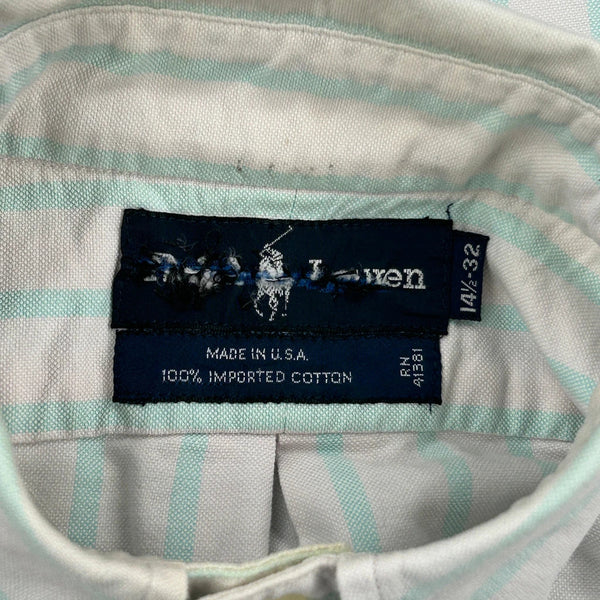 Lauren
14½-32
MADE IN U.S.A.
100% IMPORTED COTTON
RN 41381